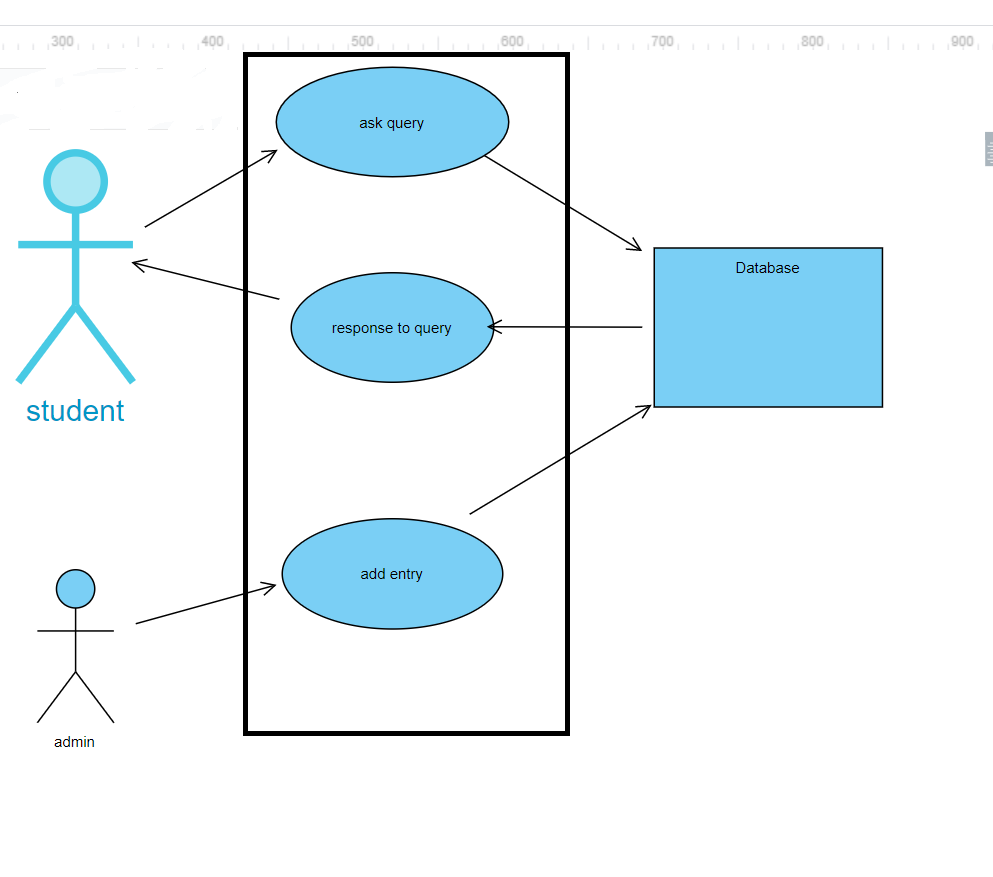 300 400 500 600 700 800 900
ask query
Database
response to query
student
add entry
admin